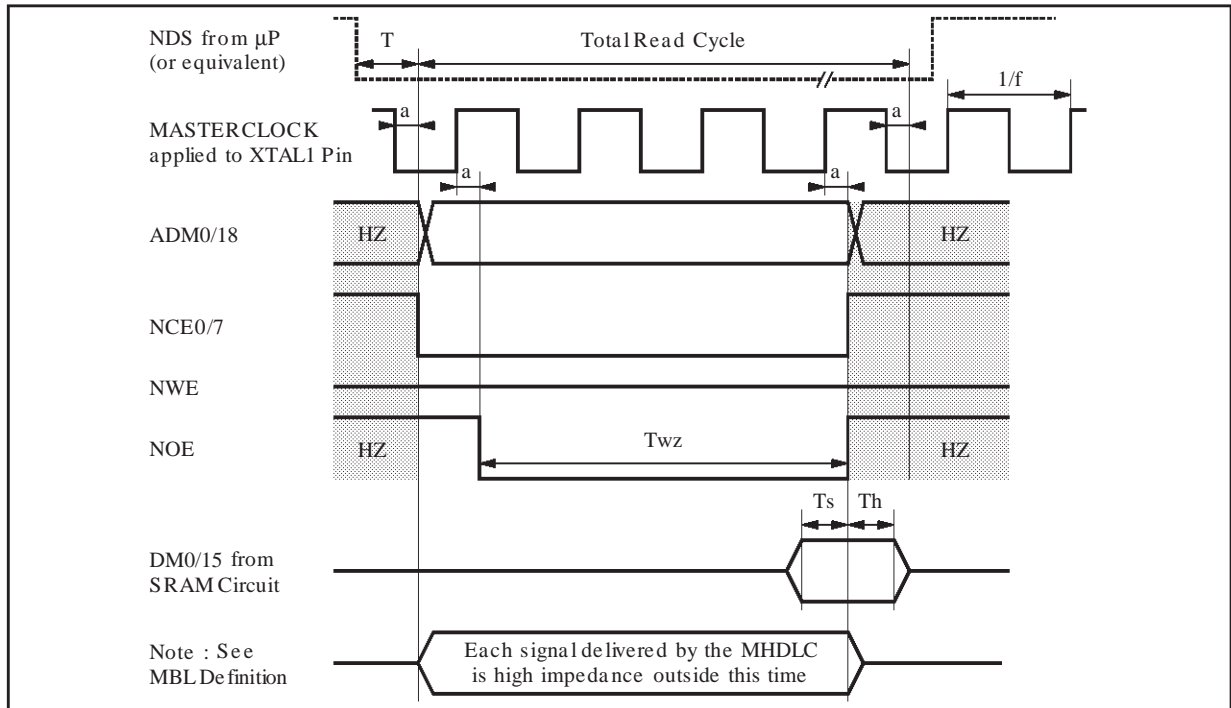 NDS from µP
(or equivalent)
T
Total Read Cycle
1/f
MASTERCLOCK
applied to XTAL1 Pin
a
a
a
a
ADM0/18
HZ
HZ
NCE0/7
NWE
NOE
HZ
Twz
HZ
Ts
Th
DM0/15 from
SRAM Circuit
Note : See
MBL Definition
Each signal delivered by the MHDLC
is high impedance outside this time